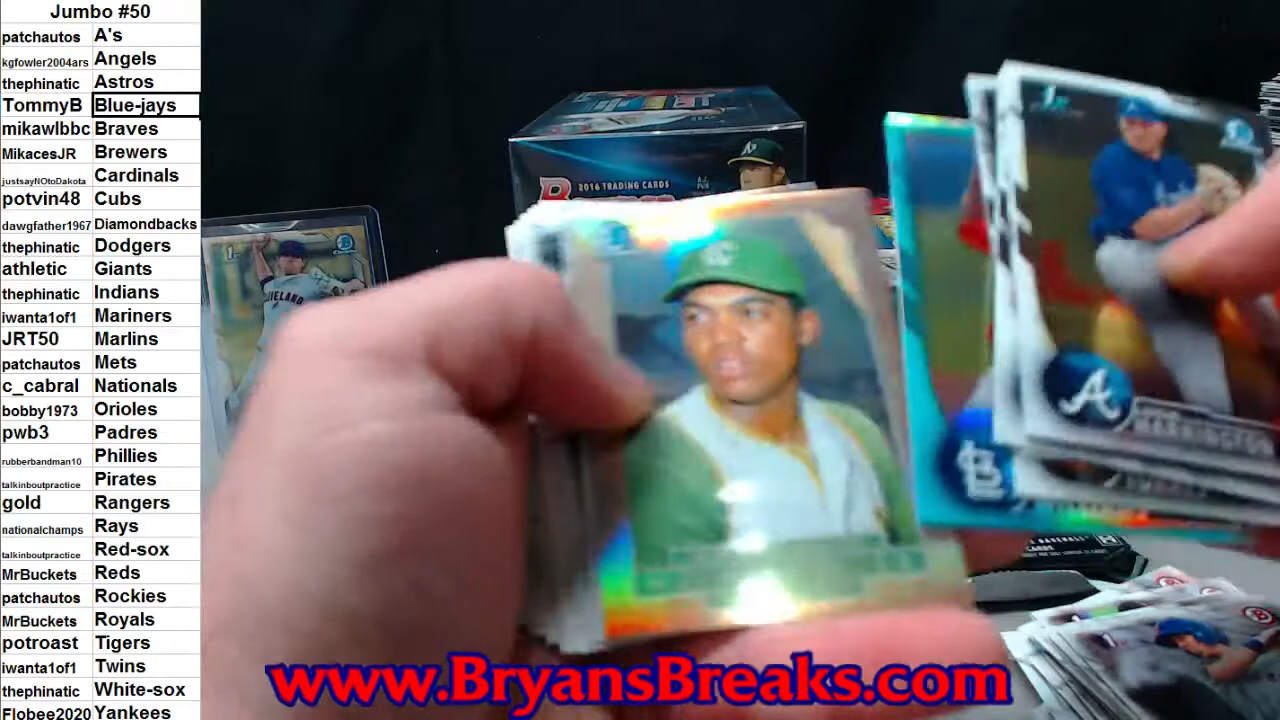 Jumbo #50
patchautos A's
kgfowler2004ars Angels
thephinatic Astros
TommyB Blue-jays
mikawlbbc Braves
MikacesJR Brewers
justsayNOtoDakota Cardinals
potvin48 Cubs
dawgfather1967 Diamondbacks
thephinatic Dodgers
athletic Giants
thephinatic Indians
iwanta1of1 Mariners
JRT50 Marlins
patchautos Mets
c_cabral Nationals
bobby1973 Orioles
pwb3 Padres
rubberbandman10 Phillies
talkinboutpractice Pirates
gold Rangers
nationalchamps Rays
talkinboutpractice Red-sox
MrBuckets Reds
patchautos Rockies
MrBuckets Royals
potroast Tigers
iwanta1of1 Twins
thephinatic White-sox
Flobee2020 Yankees
2016 TRADING CARDS
1st
A
www.BryansBreaks.com